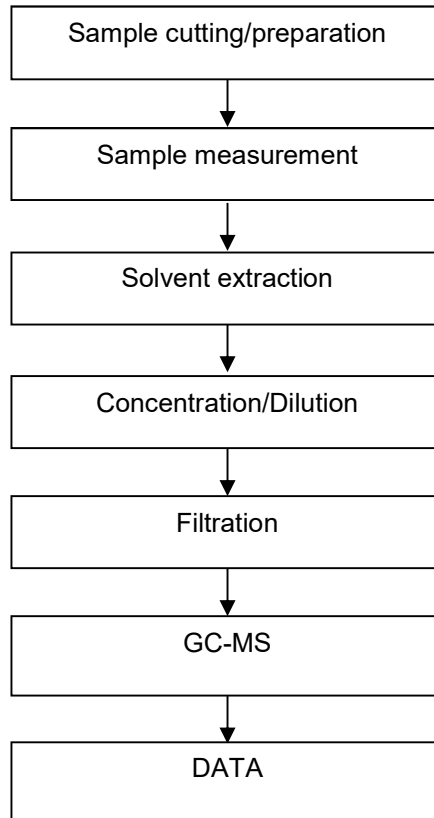 Sample cutting/preparation
Sample measurement
Solvent extraction
Concentration/Dilution
Filtration
GC-MS
DATA